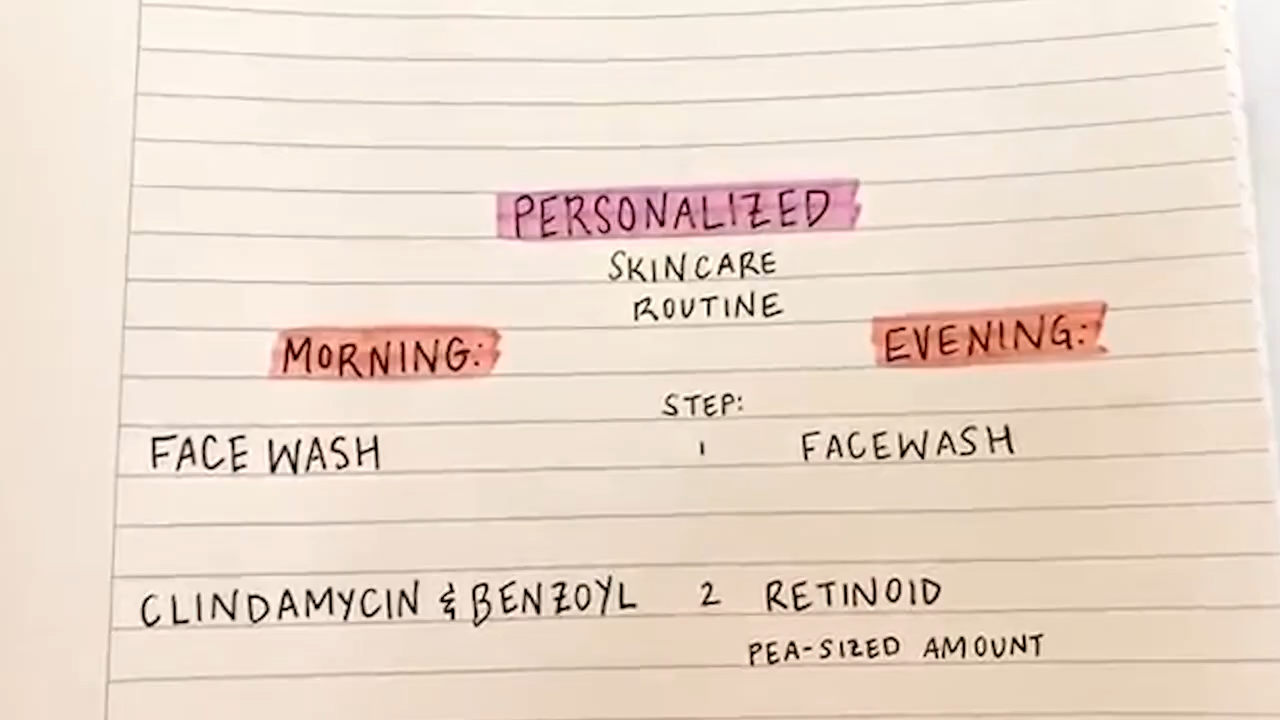 PERSONALIZED
SKINCARE
ROUTINE
MORNING: EVENING:
STEP:
FACE WASH 1 FACEWASH
CLINDAMYCIN & BENZOYL 2 RETINOID
PEA-SIZED AMOUNT